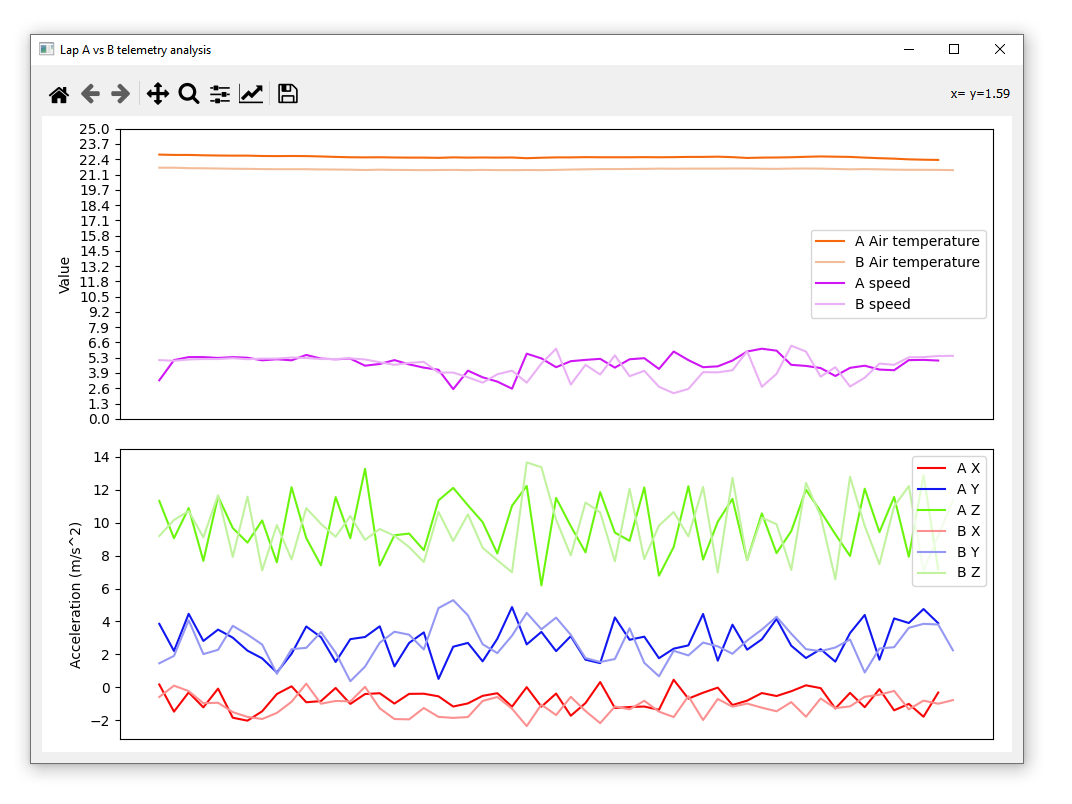 Lap A vs B telemetry analysis
x= y=1.59
25.0
23.7
22.4
21.1
19.7
18.4
17.1
15.8
14.5
13.2
11.8
10.5
9.2
7.9
6.6
5.3
3.9
2.6
1.3
0.0
Value
A Air temperature
B Air temperature
A speed
B speed
14
12
10
8
6
4
2
0
−2
Acceleration (m/s^2)
A X
A Y
A Z
B X
B Y
B Z